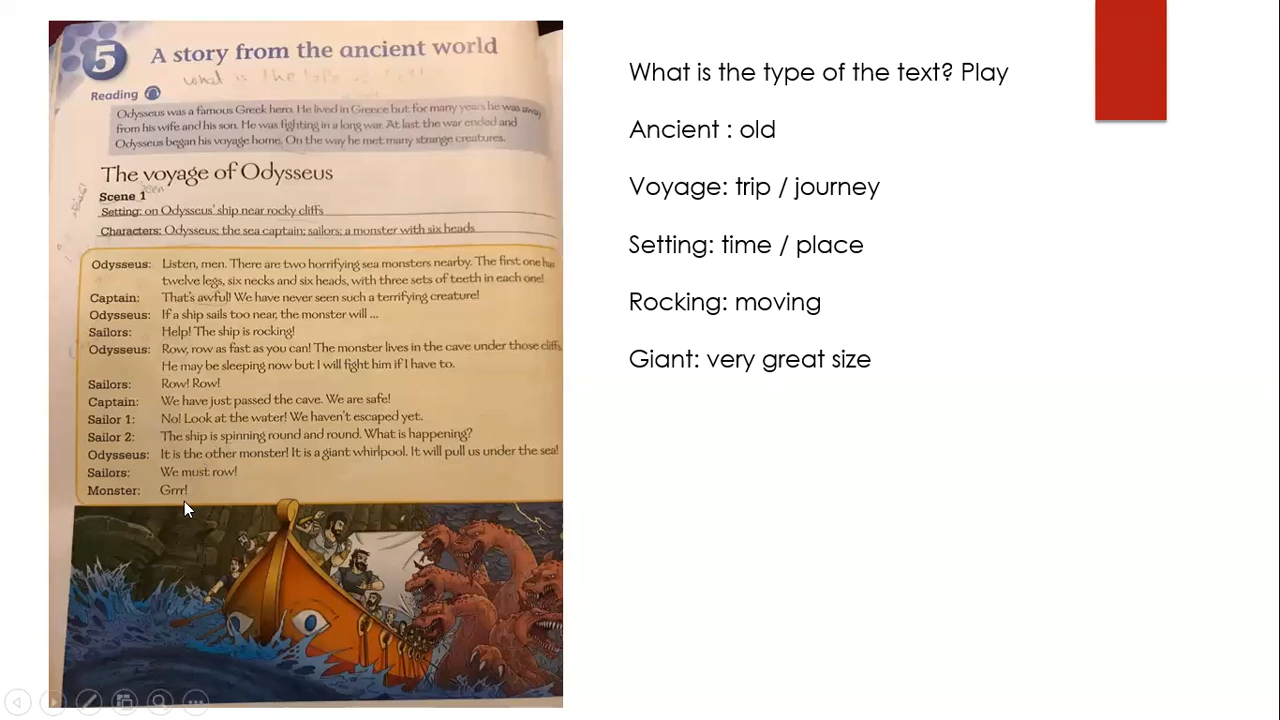 5
A story from the ancient world
what is the
Reading
Odysseus was a famous Greek hero. He lived in Greece but for many years he was away
from his wife and his son. He was fighting in a long war. At last the war ended and
Odysseus began his voyage home. On the way he met many strange creatures.
The voyage of Odysseus
Scene 1
Setting: on Odysseus' ship near rocky cliffs
Characters: Odysseus; the sea captain; sailors; a monster with six heads
Odysseus: Listen, men. There are two horrifying sea monsters nearby. The first one has
twelve legs, six necks and six heads, with three sets of teeth in each one!
Captain: That's awful! We have never seen such a terrifying creature!
Odysseus: If a ship sails too near, the monster will ...
Sailors: Help! The ship is rocking!
Odysseus: Row, row as fast as you can! The monster lives in the cave under those cliffs.
He may be sleeping now but I will fight him if I have to.
Sailors: Row! Row!
Captain: We have just passed the cave. We are safe!
Sailor 1: No! Look at the water! We haven't escaped yet.
Sailor 2: The ship is spinning round and round. What is happening?
Odysseus: It is the other monster! It is a giant whirlpool. It will pull us under the sea!
Sailors: We must row!
Monster: Grrr!
What is the type of the text? Play
Ancient : old
Voyage: trip / journey
Setting: time / place
Rocking: moving
Giant: very great size